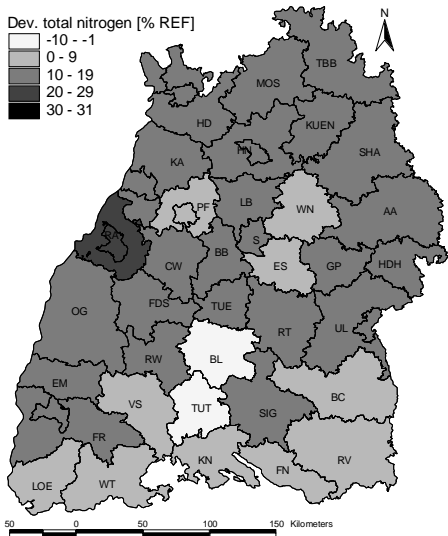 Dev. total nitrogen [% REF]
-10 - -1
0 - 9
10 - 19
20 - 29
30 - 31
N
TBB
MOS
HD
KUEN
HN
SHA
KA
PF
LB
WN
AA
RA
S
CW
BB
ES
GP
HDH
OG
FDS
TUE
RT
UL
RW
BL
EM
VS
TUT
SIG
BC
FR
LOE
WT
KN
FN
RV
50 0 50 100 150 Kilometers